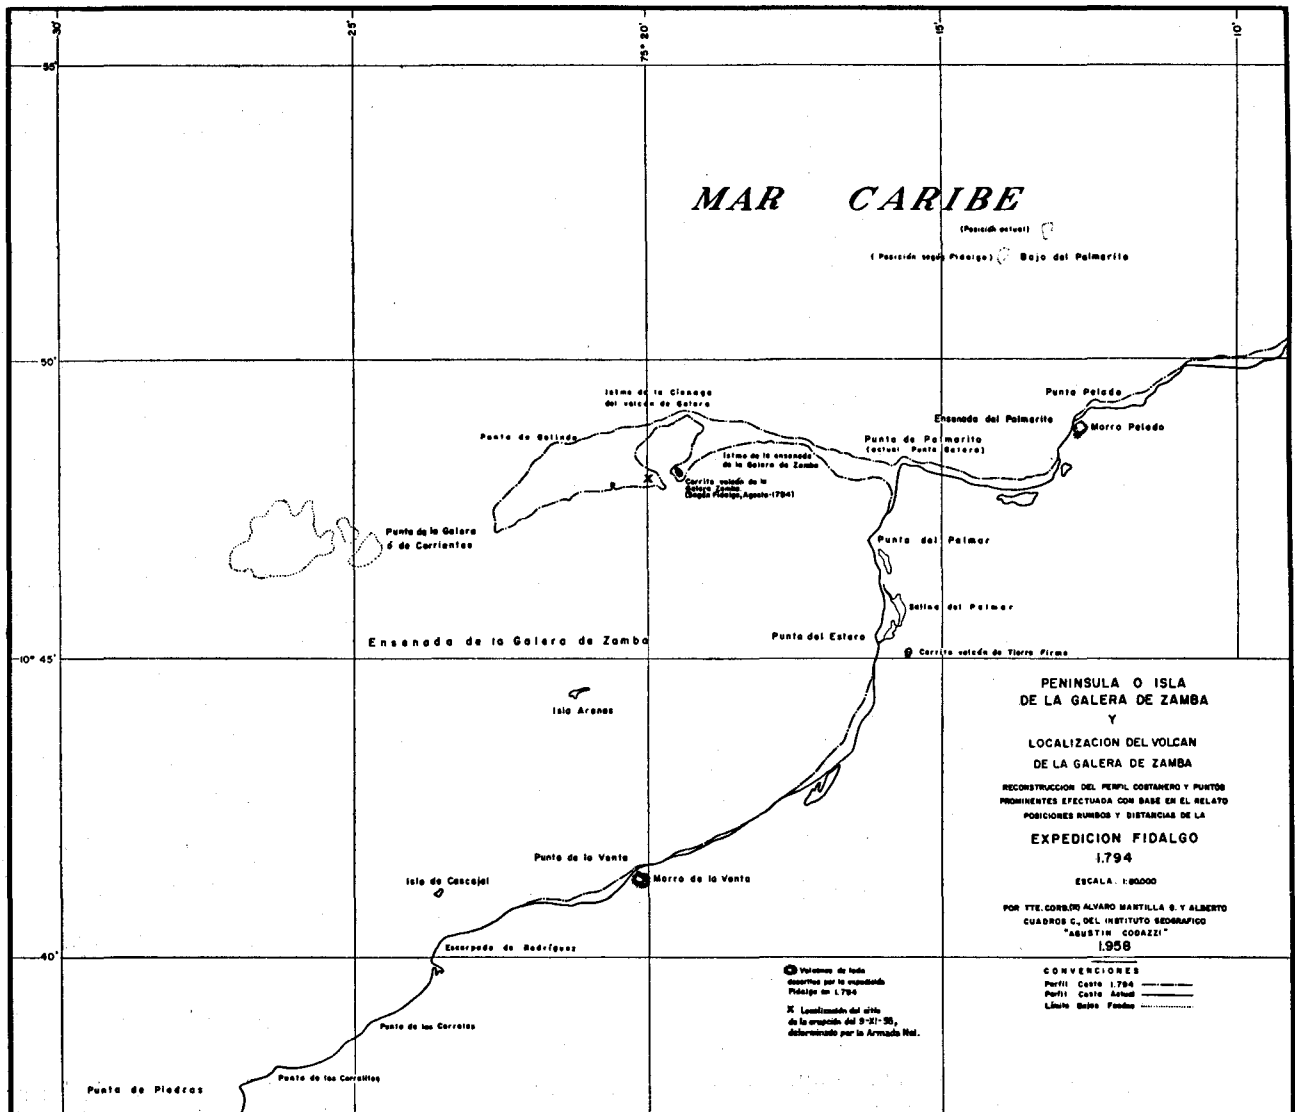 30'
25'
75° 20'
15'
10'
55'
MAR CARIBE
(Posición actual)
(Posición según Fidalgo)
Bajo del Palmarito
50'
Istmo de la Cienaga
del volcán de Galera
Punta Pelada
Ensenada del Palmarito
Morro Pelado
Punta de Palmarito
(actual Punta Galera)
Istmo de la ensenada
de la Galera de Zamba
X
Cerrito volcán de la
Galera Zamba
(Según Fidalgo, Agosto-1794)
Punta de la Galera
ó de Corrientes
Punta del Palmar
Salina del Palmar
Punta del Estero
Ensenada de la Galera de Zamba
Cerrito volcán de Tierra Firme
10° 45'
Isla Arenas
PENINSULA O ISLA
DE LA GALERA DE ZAMBA
Y
LOCALIZACION DEL VOLCAN
DE LA GALERA DE ZAMBA
RECONSTRUCCION DEL PERFIL COSTANERO Y PUNTOS
PROMINENTES EFECTUADA CON BASE EN EL RELATO
POSICIONES RUMBOS Y DISTANCIAS DE LA
EXPEDICION FIDALGO
1.794
ESCALA. 1:80.000
POR TTE. CORB.(R) ALVARO MANTILLA S. Y ALBERTO
CUADROS C., DEL INSTITUTO GEOGRAFICO
"AGUSTIN CODAZZI"
1.958
Punta de la Venta
Morro de la Venta
Isla de Cascajal
Escarpado de Rodríguez
40'
Volcanes de lodo
descritos por la expedición
Fidalgo en 1.794
X Localización del sitio
de la erupción del
determinado por la Armada Nal.
CONVENCIONES
Perfil Costa 1.794
Perfil Costa Actual
Límite Bajos Fondos
Punta de los Corrales
Punta de los Corralitos
Punta de Piedras